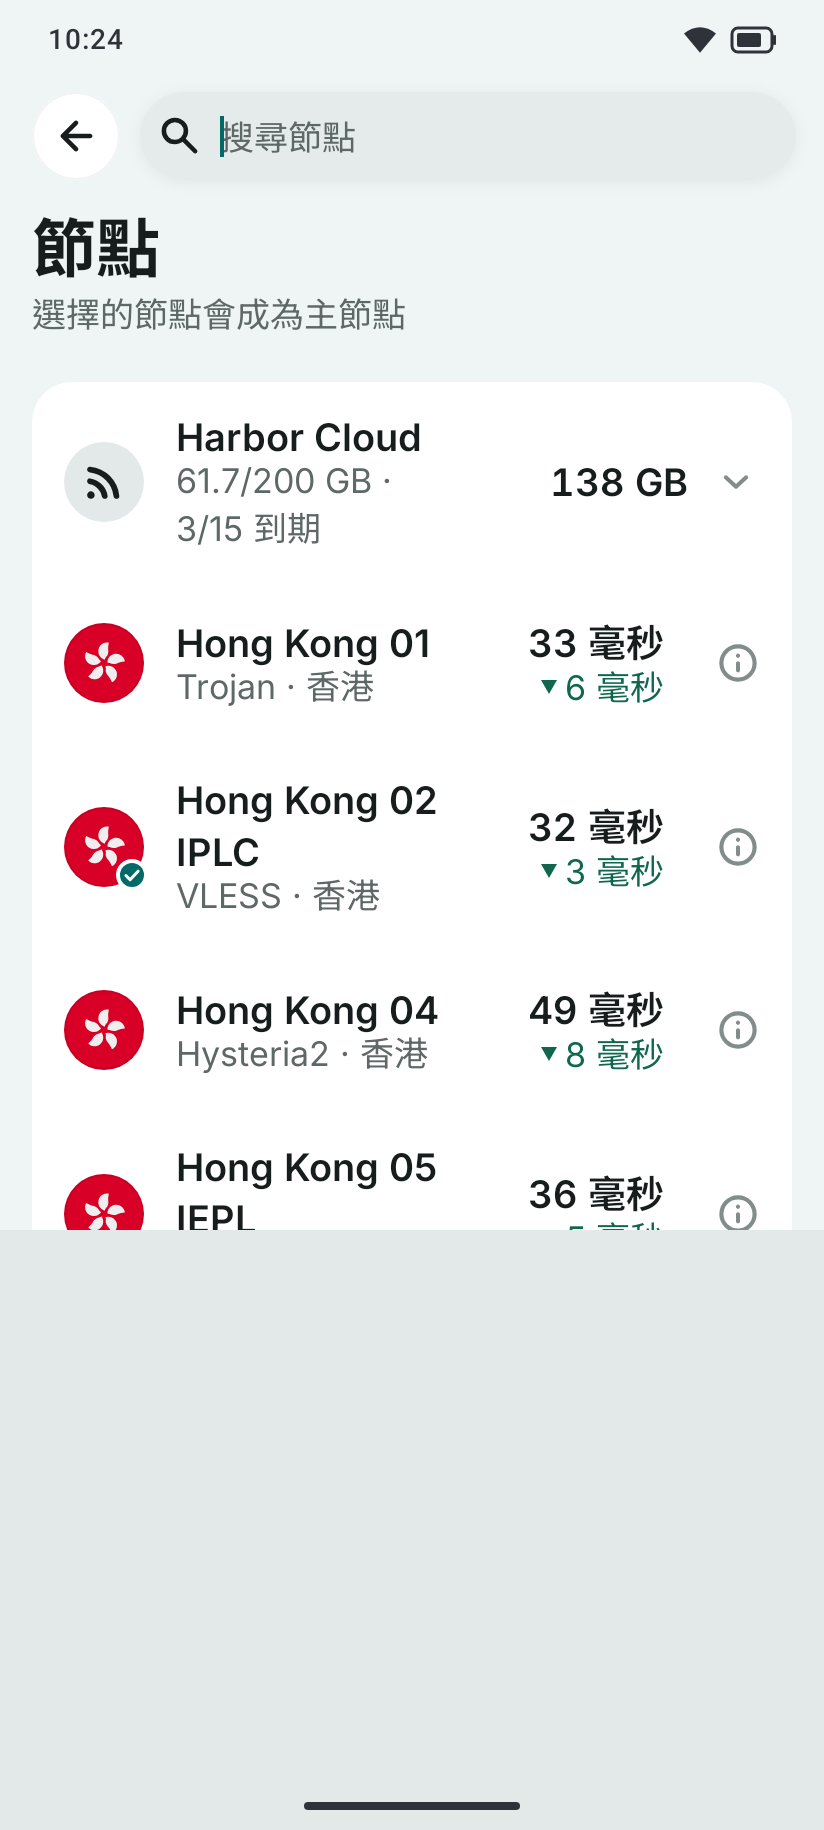 10:24
搜尋節點
節點
選擇的節點會成為主節點
Harbor Cloud
61.7/200 GB ·
3/15 到期
138 GB
Hong Kong 01
Trojan · 香港
33 毫秒
▼6 毫秒
Hong Kong 02
IPLC
VLESS · 香港
32 毫秒
▼3 毫秒
Hong Kong 04
Hysteria2 · 香港
49 毫秒
▼8 毫秒
Hong Kong 05
IEPL
36 毫秒